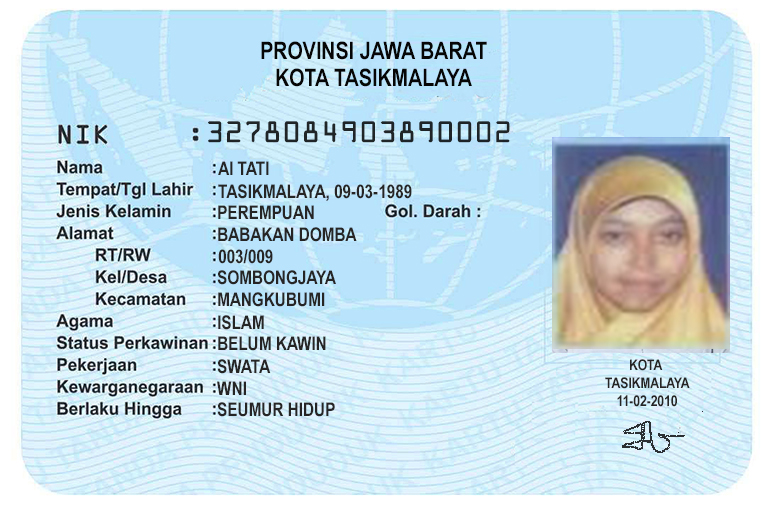 PROVINSI JAWA BARAT
KOTA TASIKMALAYA
NIK : 3278084903890002
Nama : AI TATI
Tempat/Tgl Lahir : TASIKMALAYA, 09-03-1989
Jenis Kelamin : PEREMPUAN Gol. Darah :
Alamat : BABAKAN DOMBA
RT/RW : 003/009
Kel/Desa : SOMBONGJAYA
Kecamatan : MANGKUBUMI
Agama : ISLAM
Status Perkawinan : BELUM KAWIN
Pekerjaan : SWATA
Kewarganegaraan : WNI
Berlaku Hingga : SEUMUR HIDUP
KOTA
TASIKMALAYA
11-02-2010